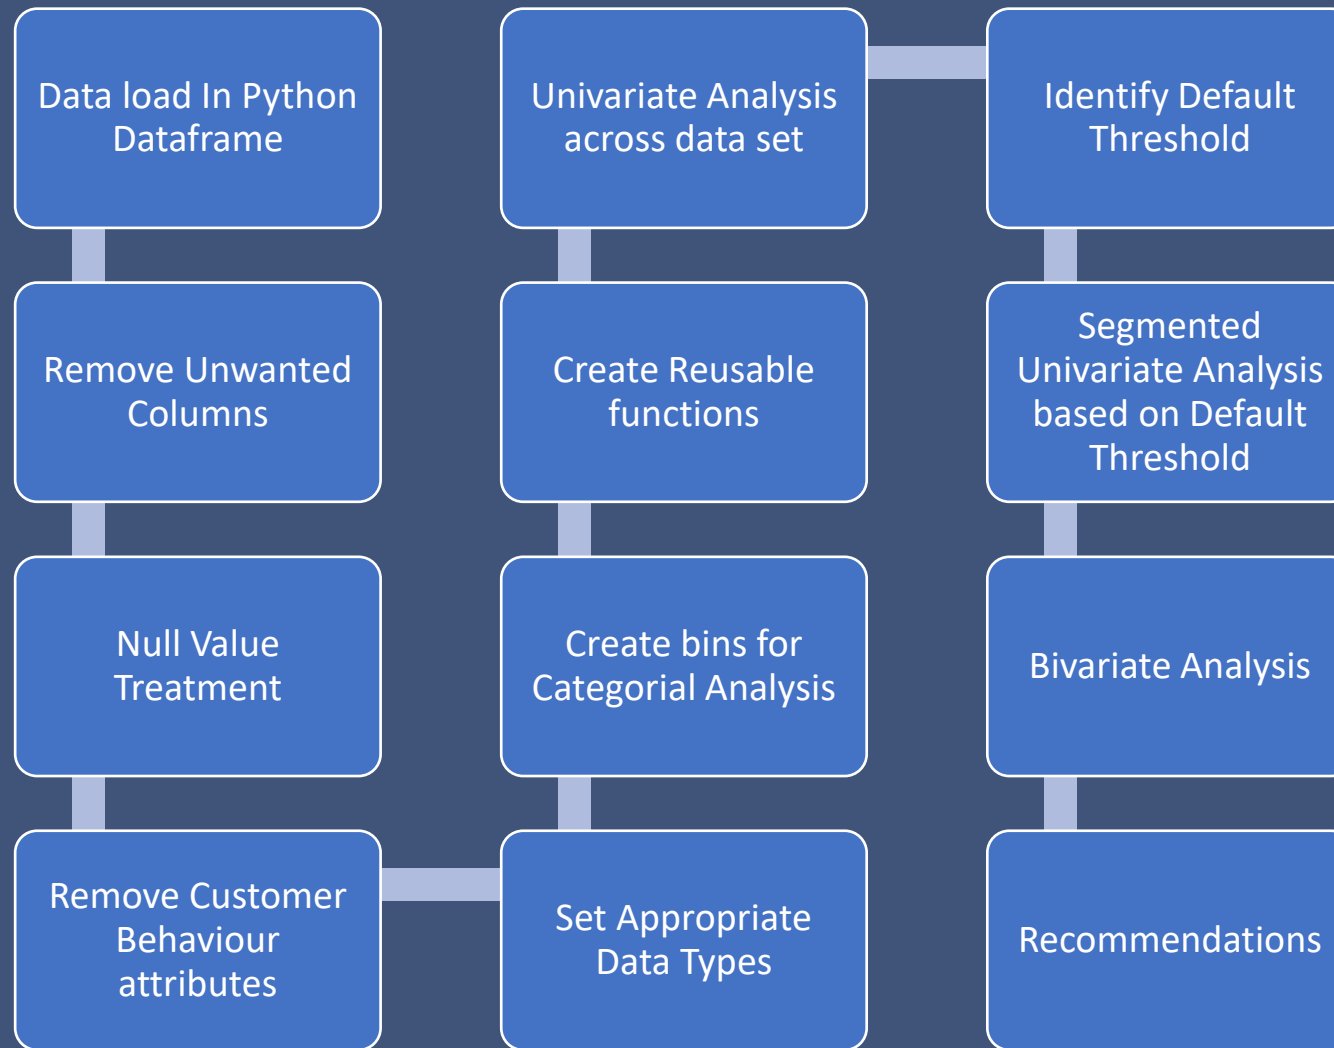 Data load In Python
Dataframe
Remove Unwanted
Columns
Null Value
Treatment
Remove Customer
Behaviour
attributes
Set Appropriate
Data Types
Create bins for
Categorial Analysis
Create Reusable
functions
Univariate Analysis
across data set
Identify Default
Threshold
Segmented
Univariate Analysis
based on Default
Threshold
Bivariate Analysis
Recommendations